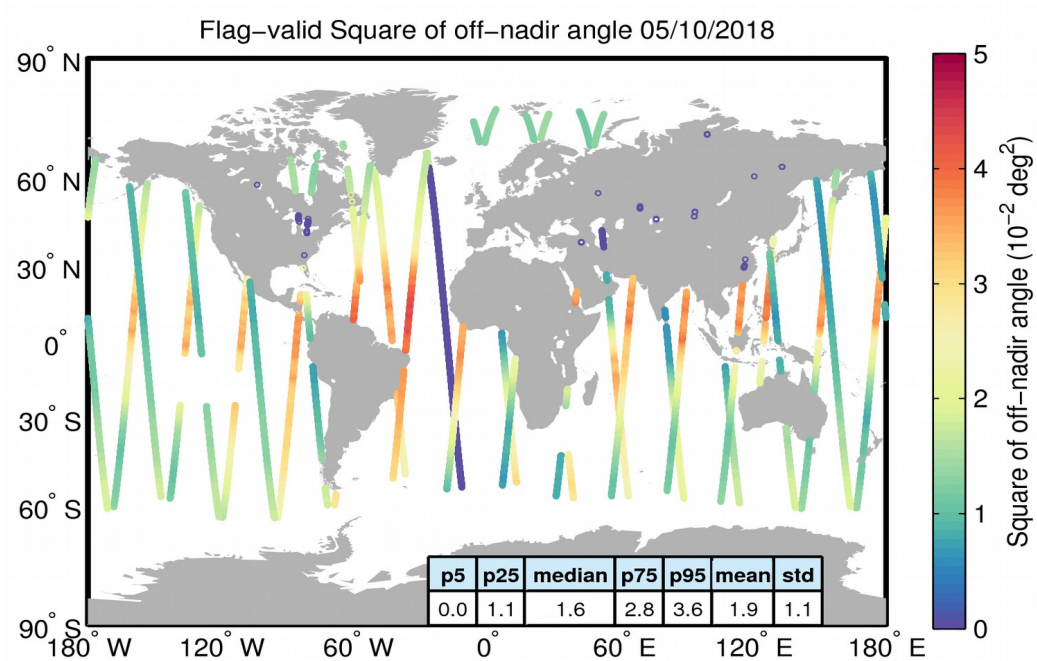 Flag-valid Square of off-nadir angle 05/10/2018
90° N
60° N
30° N
0°
30° S
60° S
90° S
180° W
120° W
60° W
0°
60° E
120° E
180° E
p5 p25 median p75 p95 mean std
0.0 1.1 1.6 2.8 3.6 1.9 1.1
5
4
3
2
1
0
Square of off-nadir angle (10⁻² deg²)